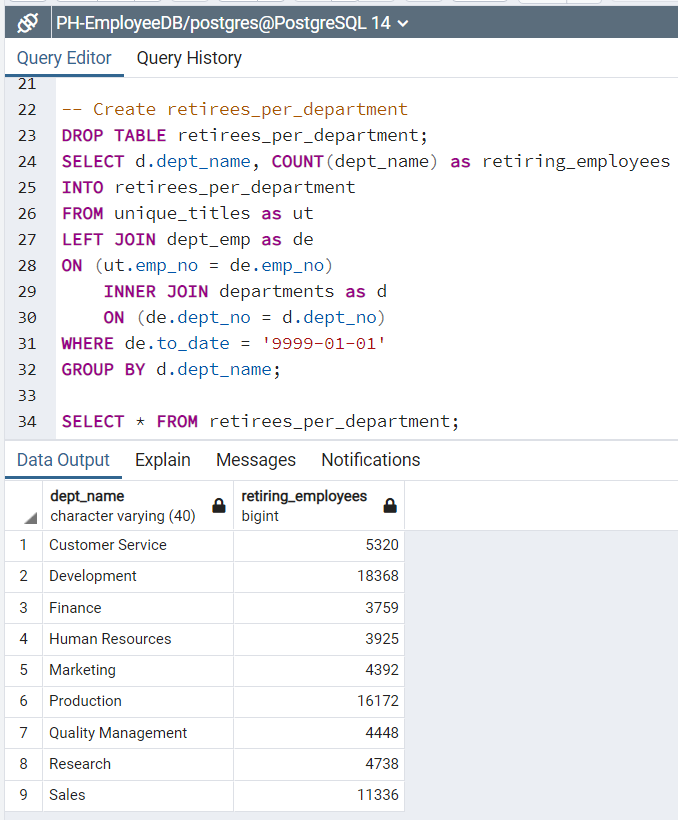 PH-EmployeeDB/postgres@PostgreSQL 14
Query Editor Query History
21
22 -- Create retirees_per_department
23 DROP TABLE retirees_per_department;
24 SELECT d.dept_name, COUNT(dept_name) as retiring_employees
25 INTO retirees_per_department
26 FROM unique_titles as ut
27 LEFT JOIN dept_emp as de
28 ON (ut.emp_no = de.emp_no)
29     INNER JOIN departments as d
30     ON (de.dept_no = d.dept_no)
31 WHERE de.to_date = '9999-01-01'
32 GROUP BY d.dept_name;
33
34 SELECT * FROM retirees_per_department;
Data Output Explain Messages Notifications
dept_name retiring_employees
character varying (40) bigint
1 Customer Service 5320
2 Development 18368
3 Finance 3759
4 Human Resources 3925
5 Marketing 4392
6 Production 16172
7 Quality Management 4448
8 Research 4738
9 Sales 11336